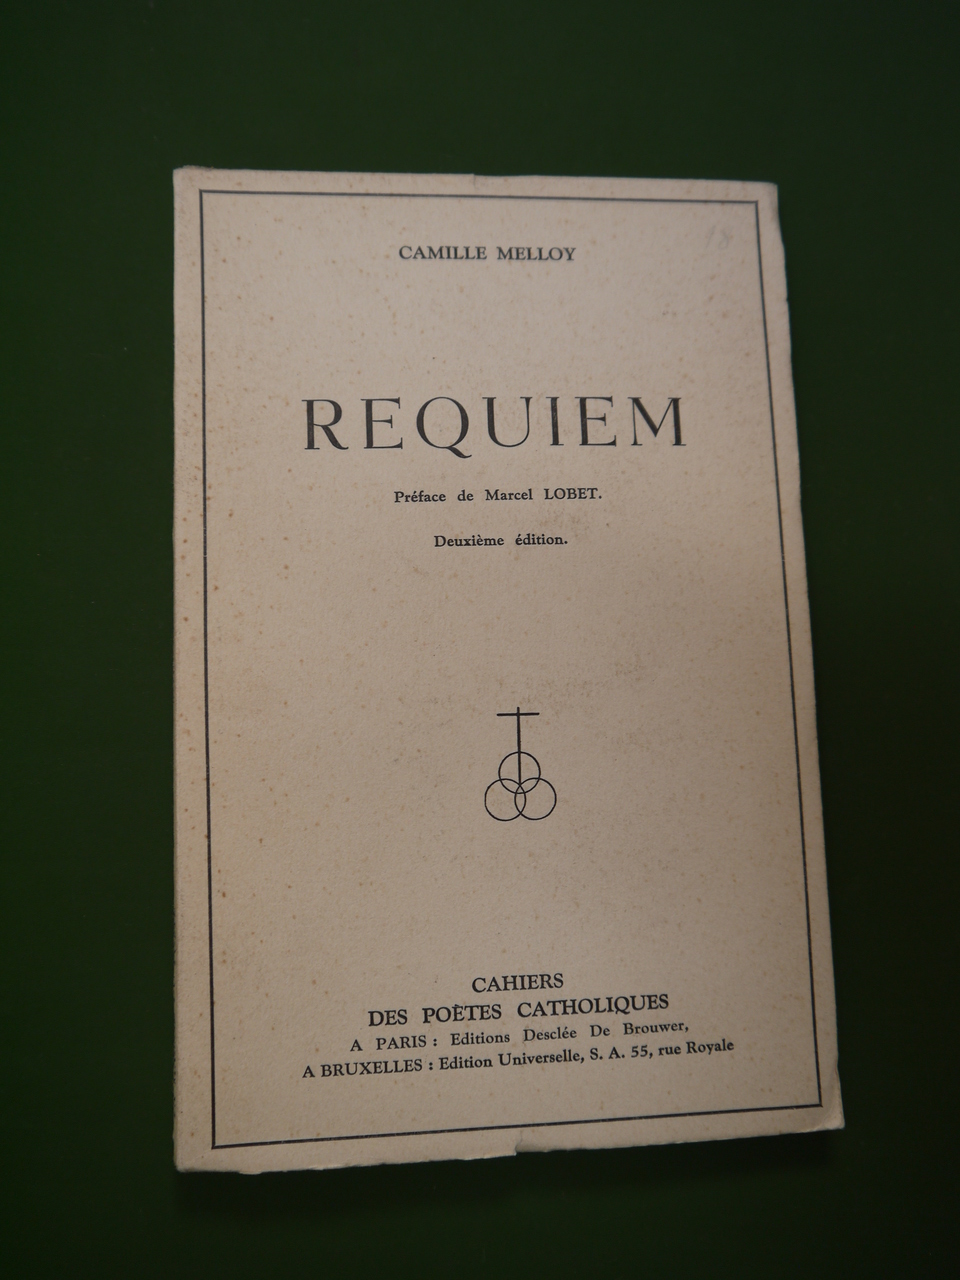 CAMILLE MELLOY
REQUIEM
Préface de Marcel LOBET.
Deuxième édition.
CAHIERS
DES POÈTES CATHOLIQUES
A PARIS : Editions Desclée De Brouwer,
A BRUXELLES : Edition Universelle, S. A. 55, rue Royale